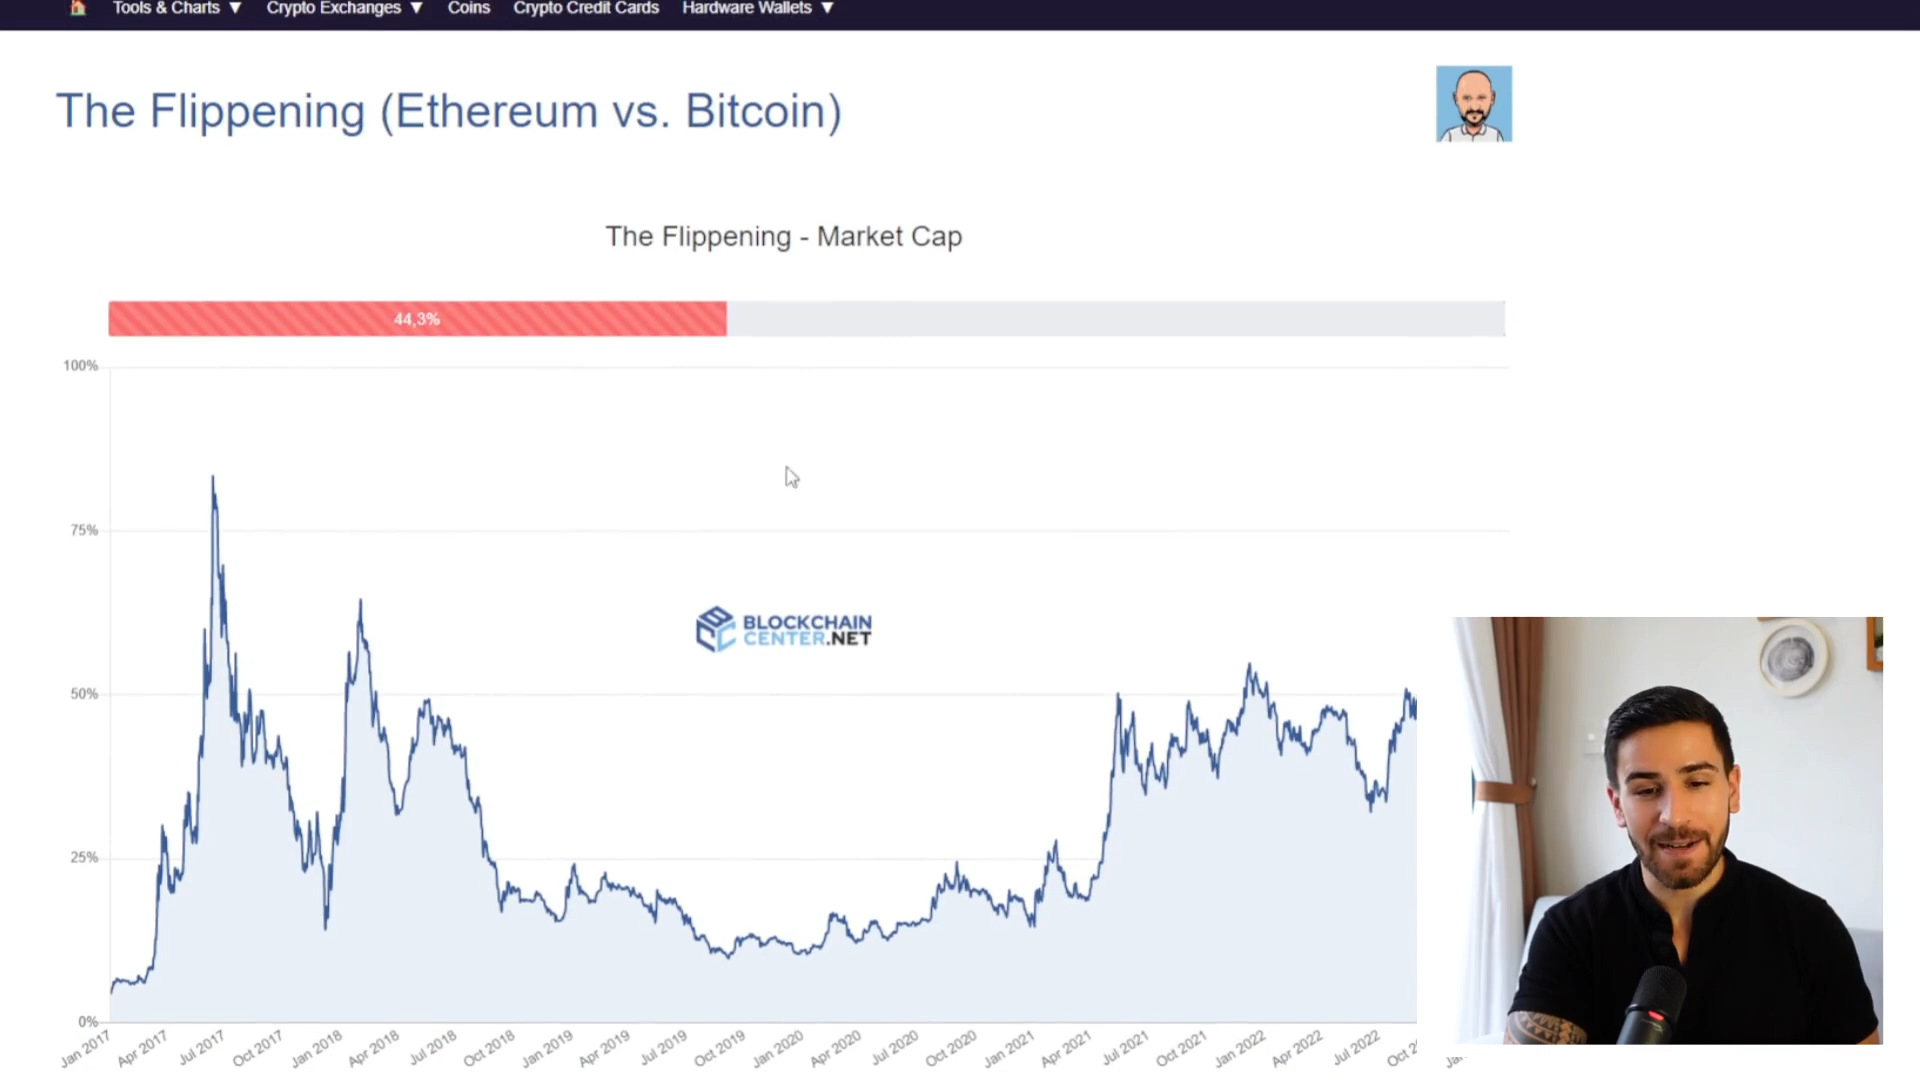 Tools & Charts ▼ Crypto Exchanges ▼ Coins Crypto Credit Cards Hardware Wallets ▼
The Flippening (Ethereum vs. Bitcoin)
The Flippening - Market Cap
44,3%
100%
75%
BLOCKCHAIN
CENTER.NET
50%
25%
0%
Jan 2017 Apr 2017 Jul 2017 Oct 2017 Jan 2018 Apr 2018 Jul 2018 Oct 2018 Jan 2019 Apr 2019 Jul 2019 Oct 2019 Jan 2020 Apr 2020 Jul 2020 Oct 2020 Jan 2021 Apr 2021 Jul 2021 Oct 2021 Jan 2022 Apr 2022 Jul 2022 Oct